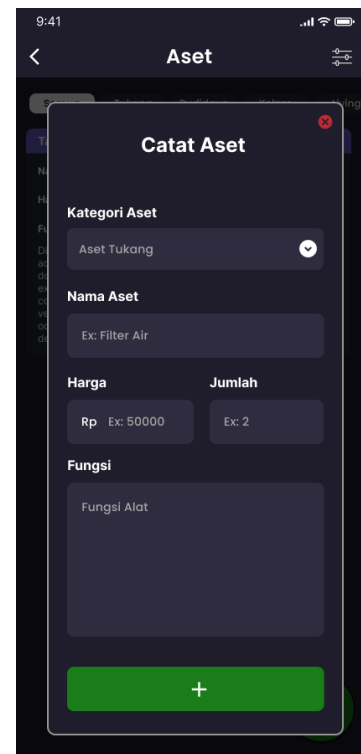 9:41
Aset
Catat Aset
Kategori Aset
Aset Tukang
Nama Aset
Ex: Filter Air
Harga Jumlah
Rp Ex: 50000 Ex: 2
Fungsi
Fungsi Alat
+